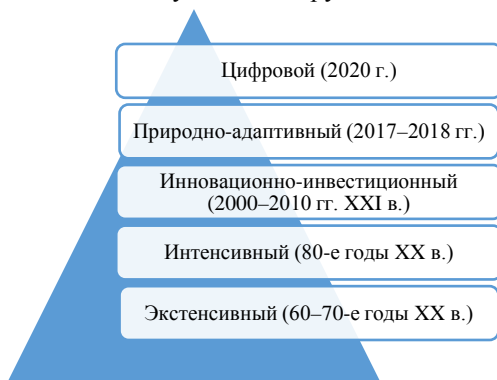 Цифровой (2020 г.)
Природно-адаптивный (2017–2018 гг.)
Инновационно-инвестиционный
(2000–2010 гг. XXI в.)
Интенсивный (80-е годы XX в.)
Экстенсивный (60–70-е годы XX в.)